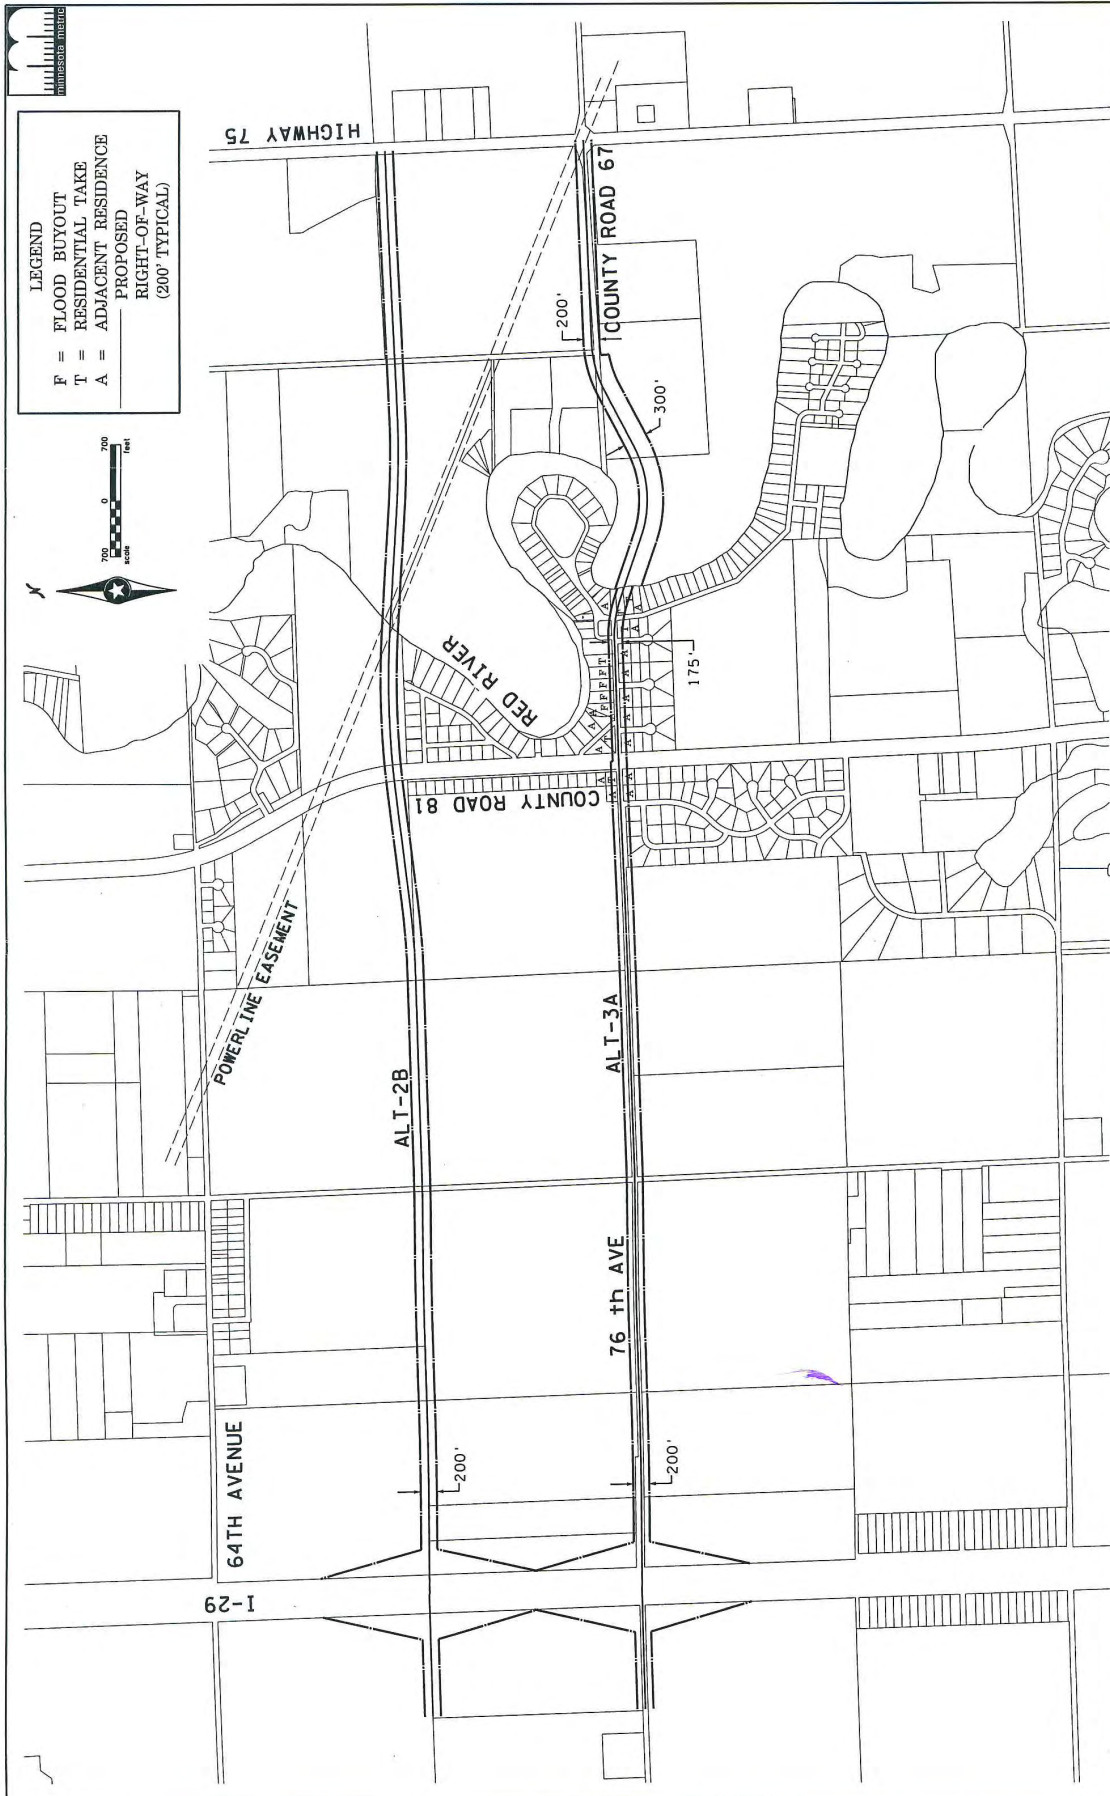 minnesota metric
LEGEND
F = FLOOD BUYOUT
T = RESIDENTIAL TAKE
A = ADJACENT RESIDENCE
PROPOSED
RIGHT-OF-WAY
(200' TYPICAL)
N
700 0 700
scale feet
HIGHWAY 75
COUNTY ROAD 67
200'
300'
175'
RED RIVER
COUNTY ROAD 81
POWERLINE EASEMENT
ALT-2B
ALT-3A
76 th AVE
64TH AVENUE
200'
200'
I-29